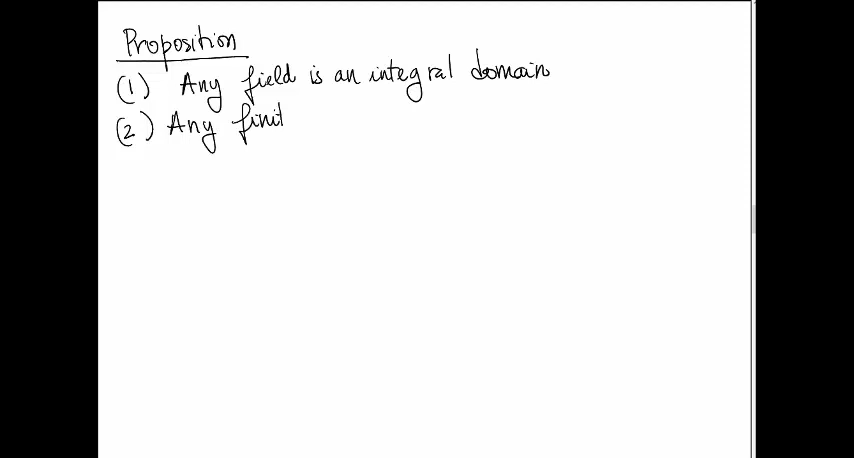 Proposition
(1) Any field is an integral domain
(2) Any finit